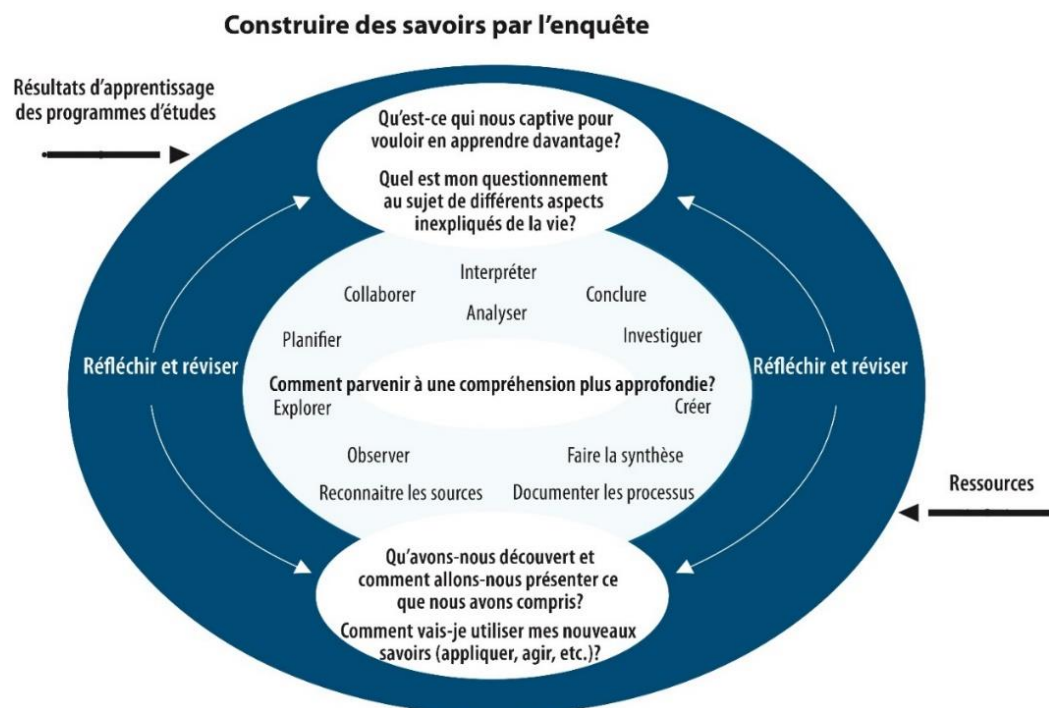 Construire des savoirs par l’enquête
Résultats d’apprentissage
des programmes d’études
Qu’est-ce qui nous captive pour
vouloir en apprendre davantage?
Quel est mon questionnement
au sujet de différents aspects
inexpliqués de la vie?
Interpréter
Collaborer
Conclure
Analyser
Planifier
Investiguer
Réfléchir et réviser
Réfléchir et réviser
Comment parvenir à une compréhension plus approfondie?
Explorer
Créer
Observer
Faire la synthèse
Reconnaitre les sources
Documenter les processus
Ressources
Qu’avons-nous découvert et
comment allons-nous présenter ce
que nous avons compris?
Comment vais-je utiliser mes nouveaux
savoirs (appliquer, agir, etc.)?